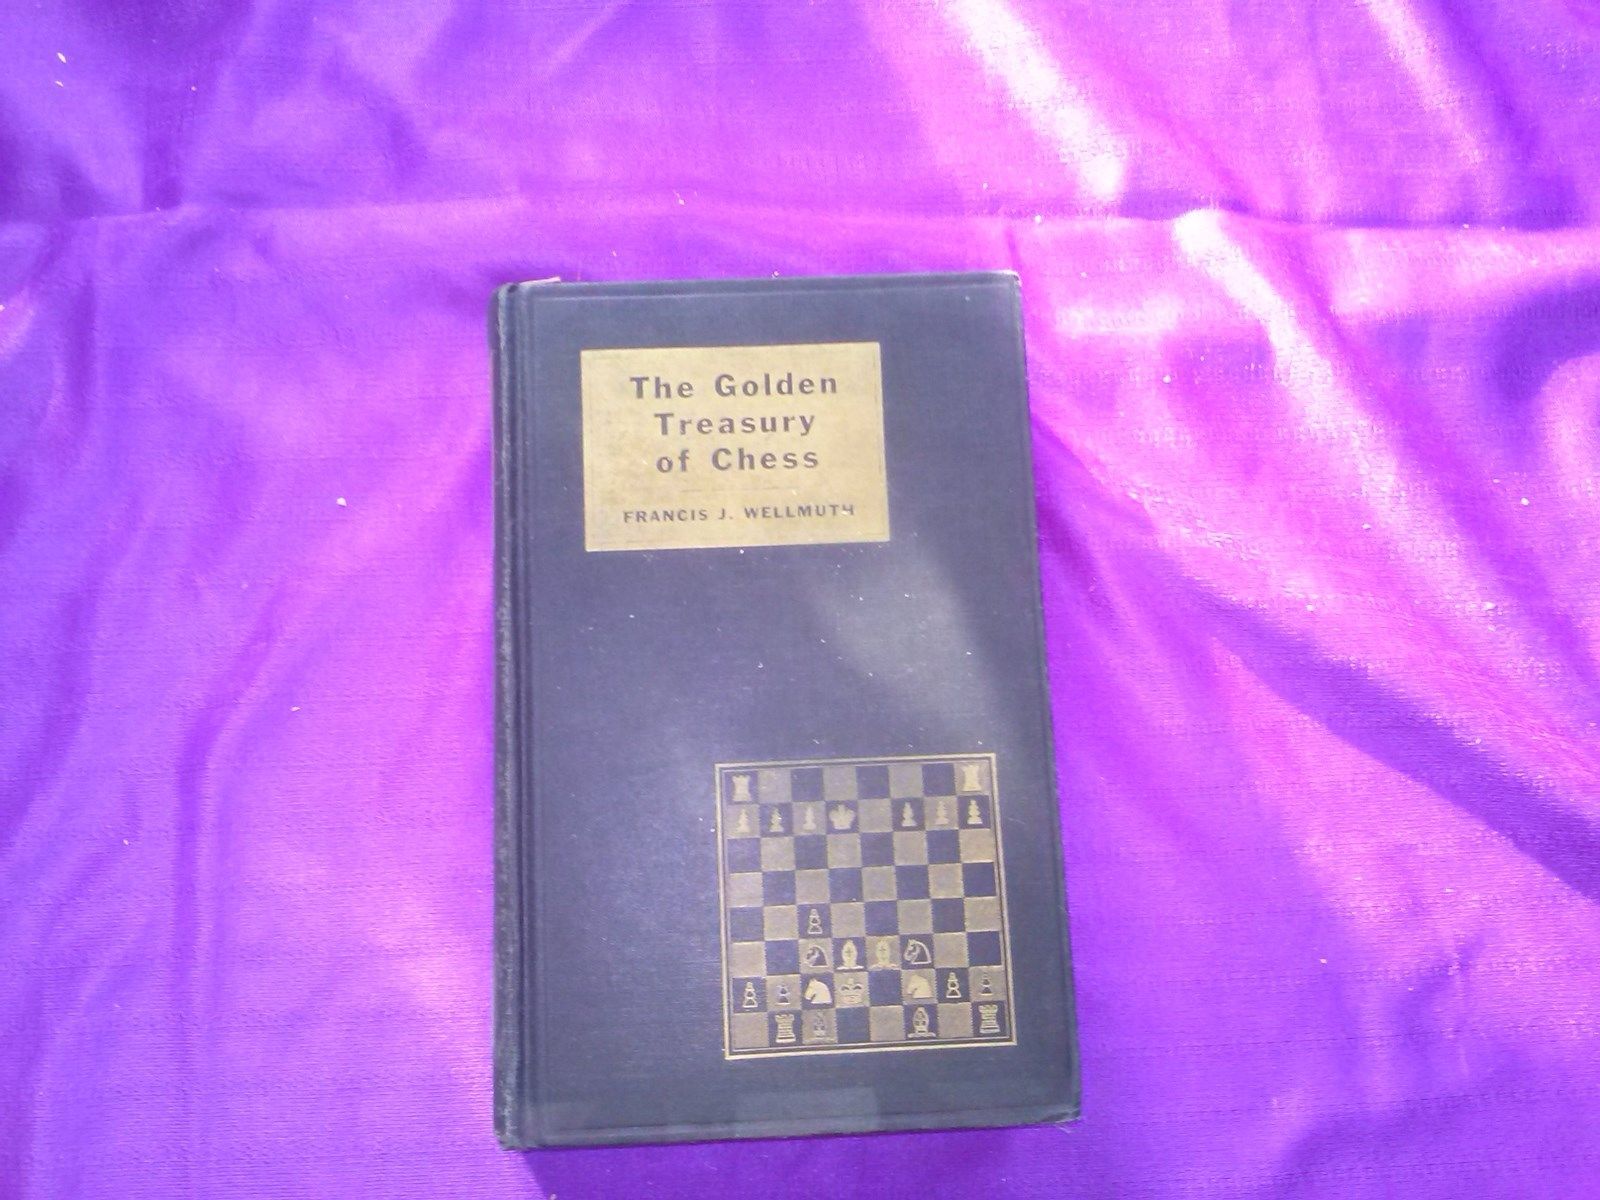 The Golden
Treasury
of Chess
FRANCIS J. WELLMUTH